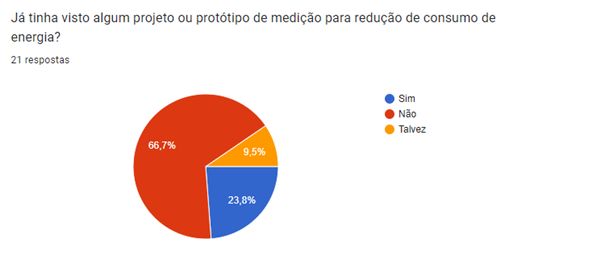 Já tinha visto algum projeto ou protótipo de medição para redução de consumo de
energia?
21 respostas
Sim
Não
Talvez
66,7%
9,5%
23,8%